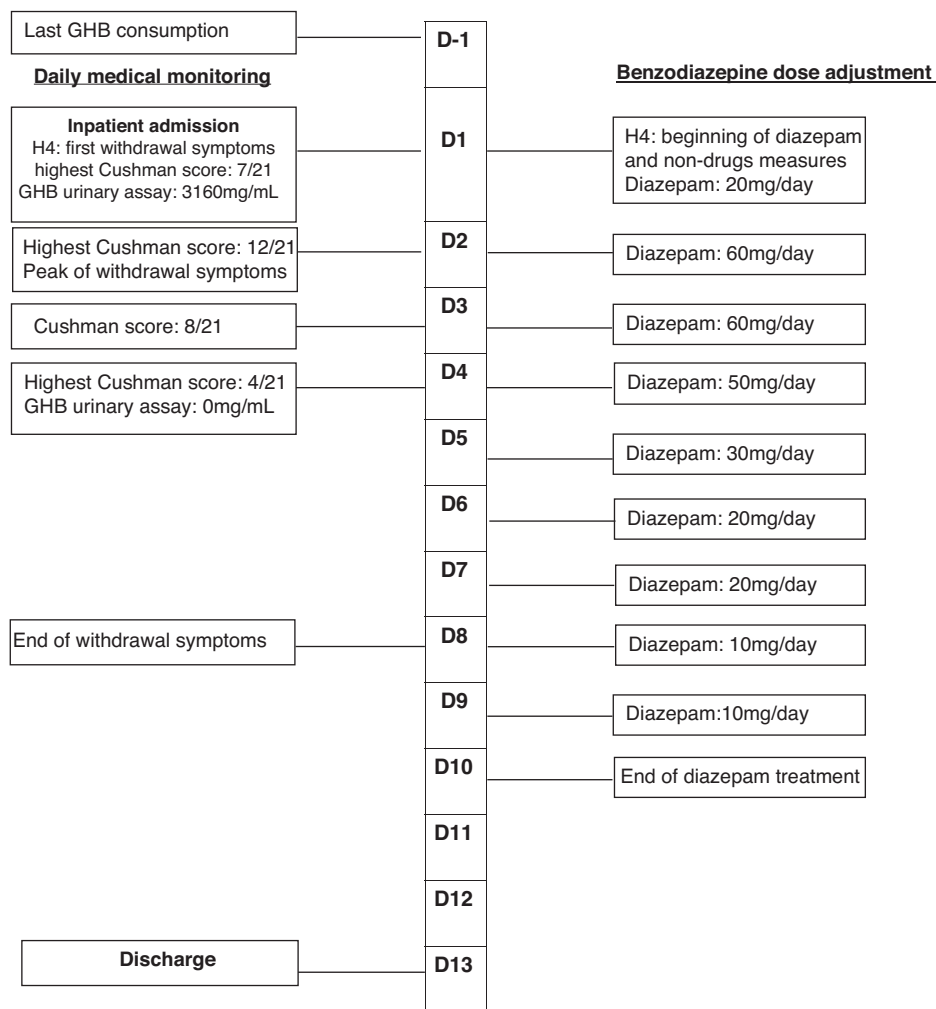 Last GHB consumption
D-1
Daily medical monitoring
Benzodiazepine dose adjustment
Inpatient admission
H4: first withdrawal symptoms
highest Cushman score: 7/21
GHB urinary assay: 3160mg/mL
D1
H4: beginning of diazepam
and non-drugs measures
Diazepam: 20mg/day
Highest Cushman score: 12/21
Peak of withdrawal symptoms
D2
Diazepam: 60mg/day
Cushman score: 8/21
D3
Diazepam: 60mg/day
Highest Cushman score: 4/21
GHB urinary assay: 0mg/mL
D4
Diazepam: 50mg/day
D5
Diazepam: 30mg/day
D6
Diazepam: 20mg/day
D7
Diazepam: 20mg/day
End of withdrawal symptoms
D8
Diazepam: 10mg/day
D9
Diazepam:10mg/day
D10
End of diazepam treatment
D11
D12
Discharge
D13